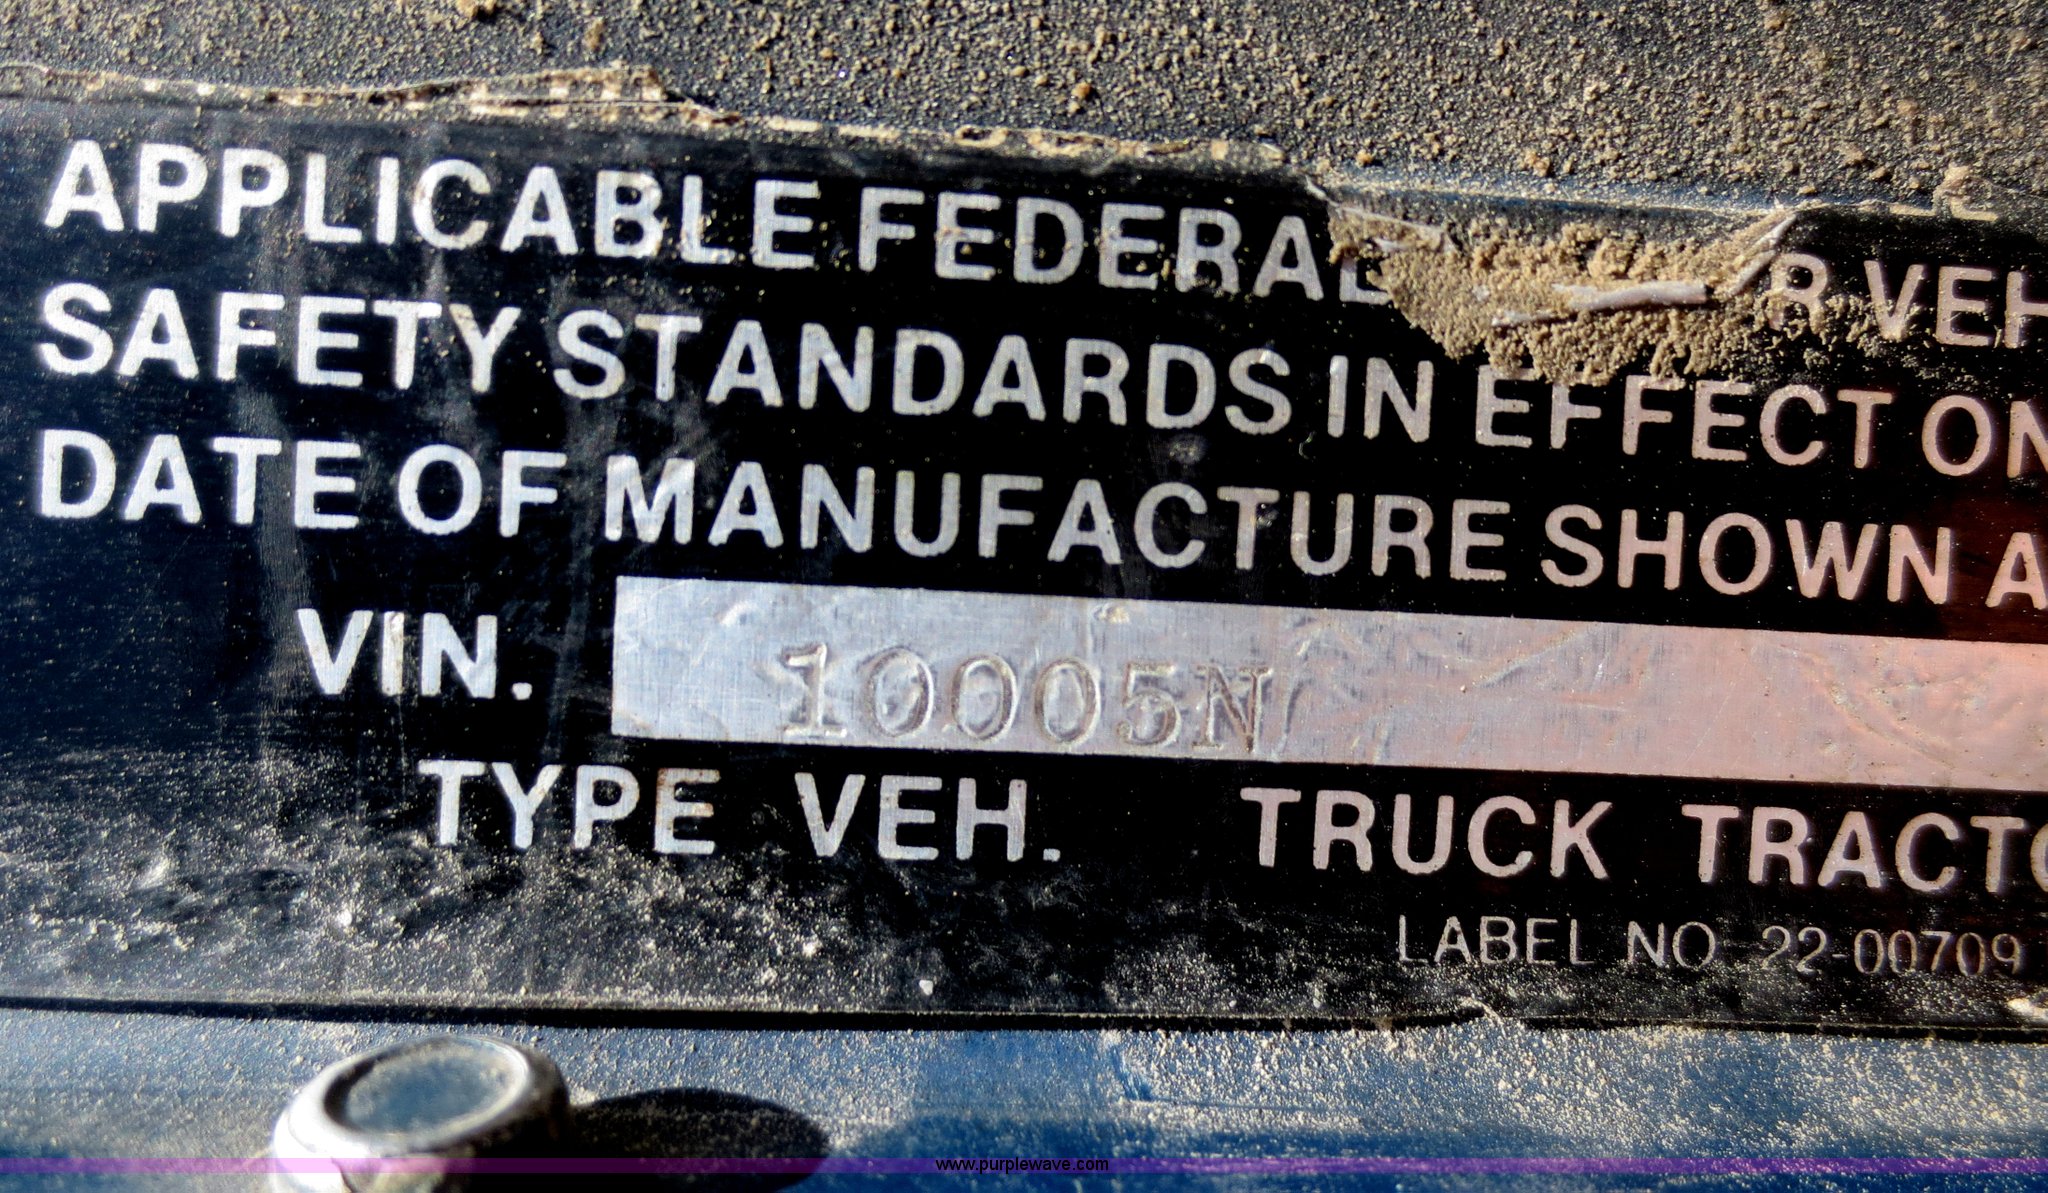 APPLICABLE FEDERAL VEH
SAFETY STANDARDS IN EFFECT ON
DATE OF MANUFACTURE SHOWN A
VIN. 10005N
TYPE VEH. TRUCK TRACTO
LABEL NO 22-00709
www.purplewave.com